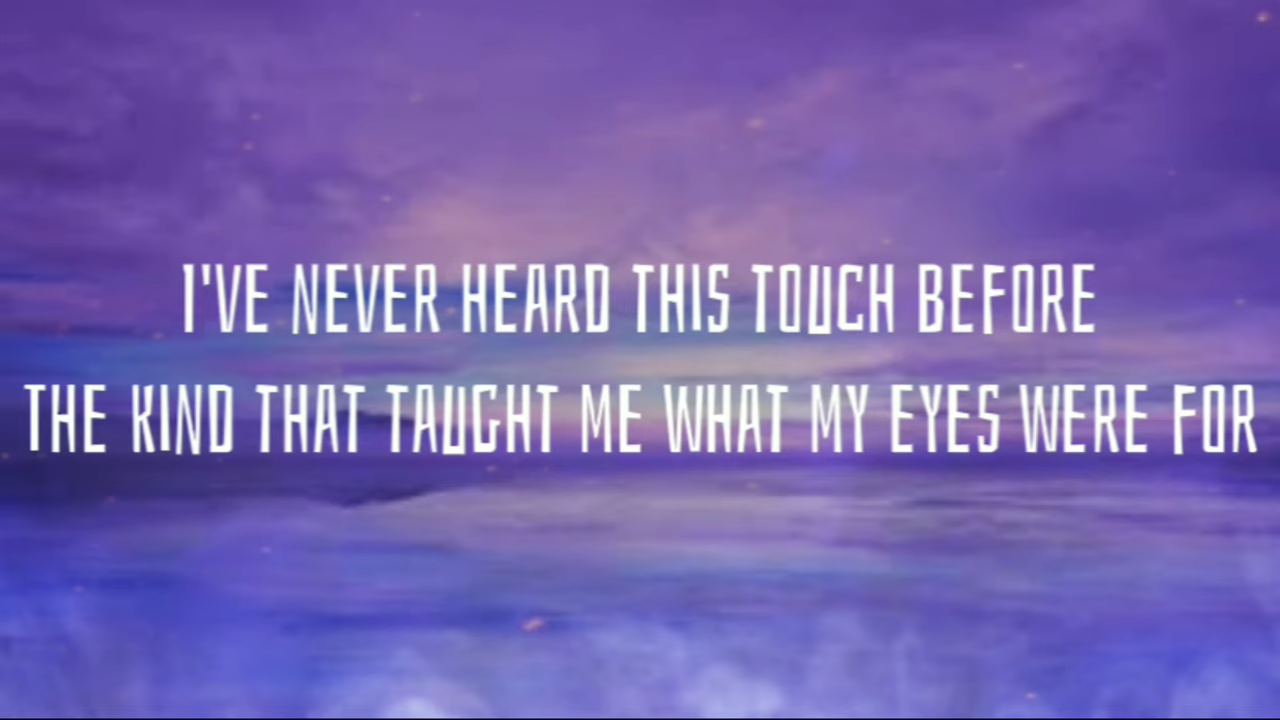 I'VE NEVER HEARD THIS TOUCH BEFORE
THE KIND THAT TAUGHT ME WHAT MY EYES WERE FOR